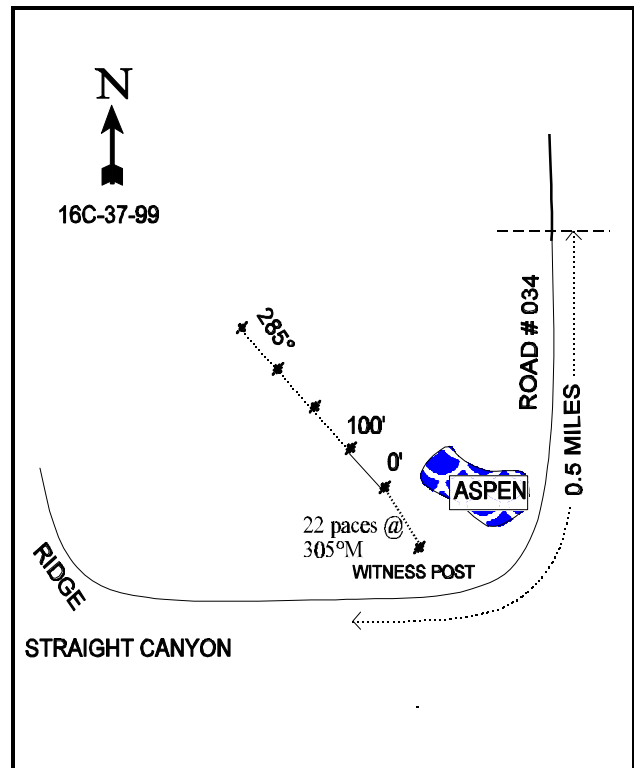 N
16C-37-99
285°
ROAD # 034
100'
0'
0.5 MILES
ASPEN
22 paces @
305°M
WITNESS POST
RIDGE
STRAIGHT CANYON